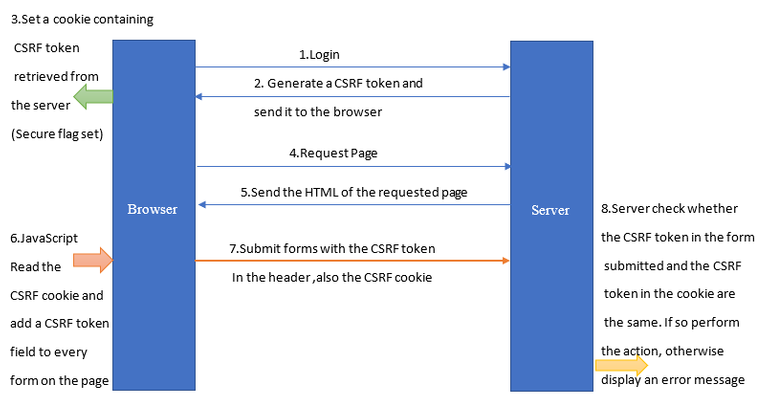 3.Set a cookie containing
CSRF token
retrieved from
the server
(Secure flag set)
1.Login
2. Generate a CSRF token and
send it to the browser
4.Request Page
5.Send the HTML of the requested page
Browser
Server
6.JavaScript
Read the
CSRF cookie and
add a CSRF token
field to every
form on the page
7.Submit forms with the CSRF token
In the header ,also the CSRF cookie
8.Server check whether
the CSRF token in the form
submitted and the CSRF
token in the cookie are
the same. If so perform
the action, otherwise
display an error message